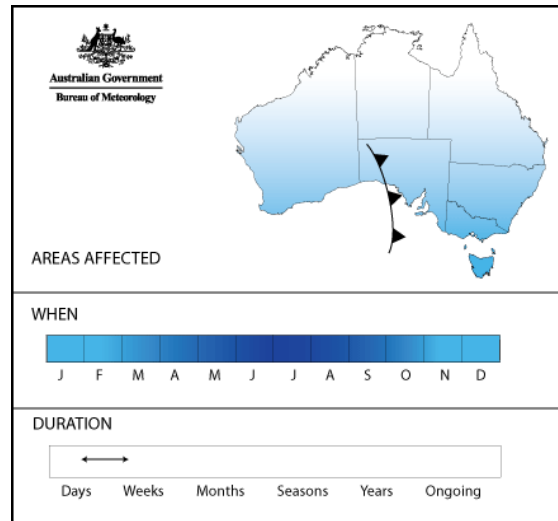 Australian Government
Bureau of Meteorology
AREAS AFFECTED
WHEN
J F M A M J J A S O N D
DURATION
Days Weeks Months Seasons Years Ongoing